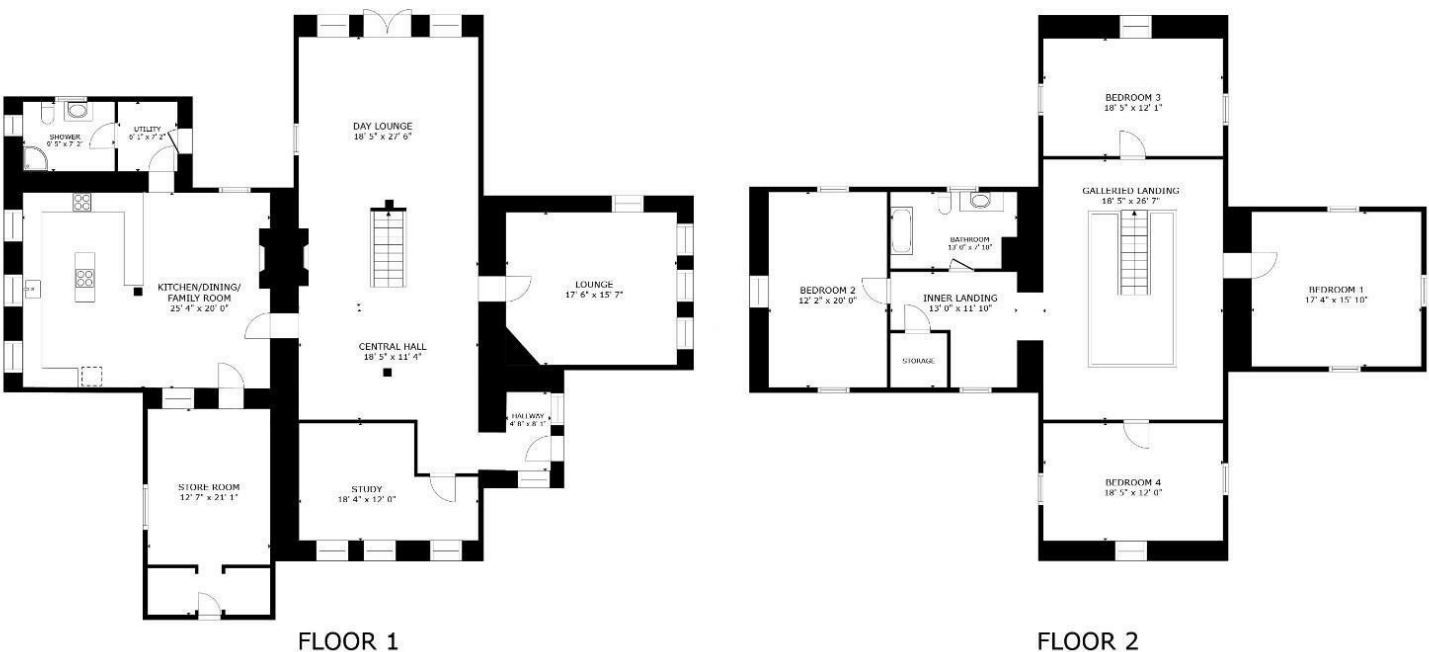 DAY LOUNGE
18' 5" x 27' 6"
SHOWER
9' 5" x 7' 2"
UTILITY
6' 1" x 7' 2"
KITCHEN/DINING/
FAMILY ROOM
25' 4" x 20' 0"
LOUNGE
17' 6" x 15' 7"
CENTRAL HALL
18' 5" x 11' 4"
HALLWAY
4' 8" x 8' 1"
STORE ROOM
12' 7" x 21' 1"
STUDY
18' 4" x 12' 0"
FLOOR 1
BEDROOM 3
18' 5" x 12' 1"
GALLERIED LANDING
18' 5" x 26' 7"
BATHROOM
13' 0" x 7' 10"
BEDROOM 2
12' 2" x 20' 0"
INNER LANDING
13' 0" x 11' 10"
BEDROOM 1
17' 4" x 15' 10"
STORAGE
BEDROOM 4
18' 5" x 12' 0"
FLOOR 2